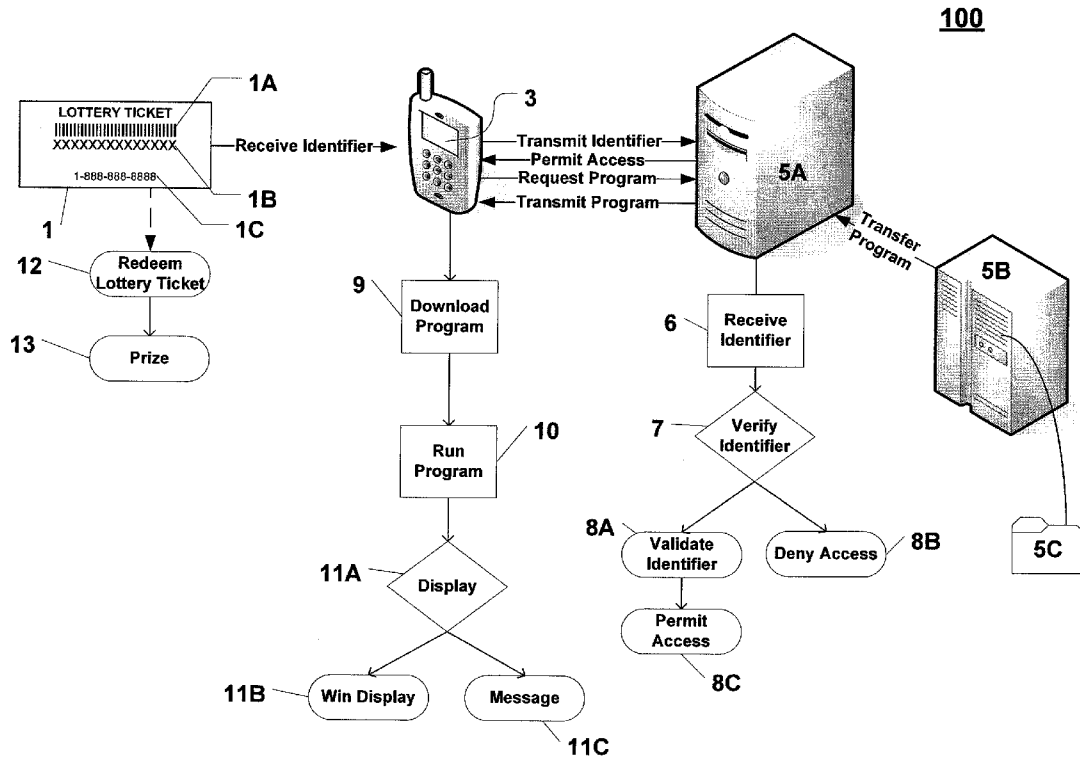 100
1A
LOTTERY TICKET
XXXXXXXXXXXXXX
1-888-888-8888
1B
1C
1
Receive Identifier
3
Transmit Identifier
Permit Access
Request Program
Transmit Program
5A
Transfer
Program
5B
5C
12
Redeem
Lottery Ticket
13
Prize
9
Download
Program
10
Run
Program
11A
Display
11B
Win Display
Message
11C
6
Receive
Identifier
7
Verify
Identifier
8A
Validate
Identifier
Deny Access
8B
Permit
Access
8C